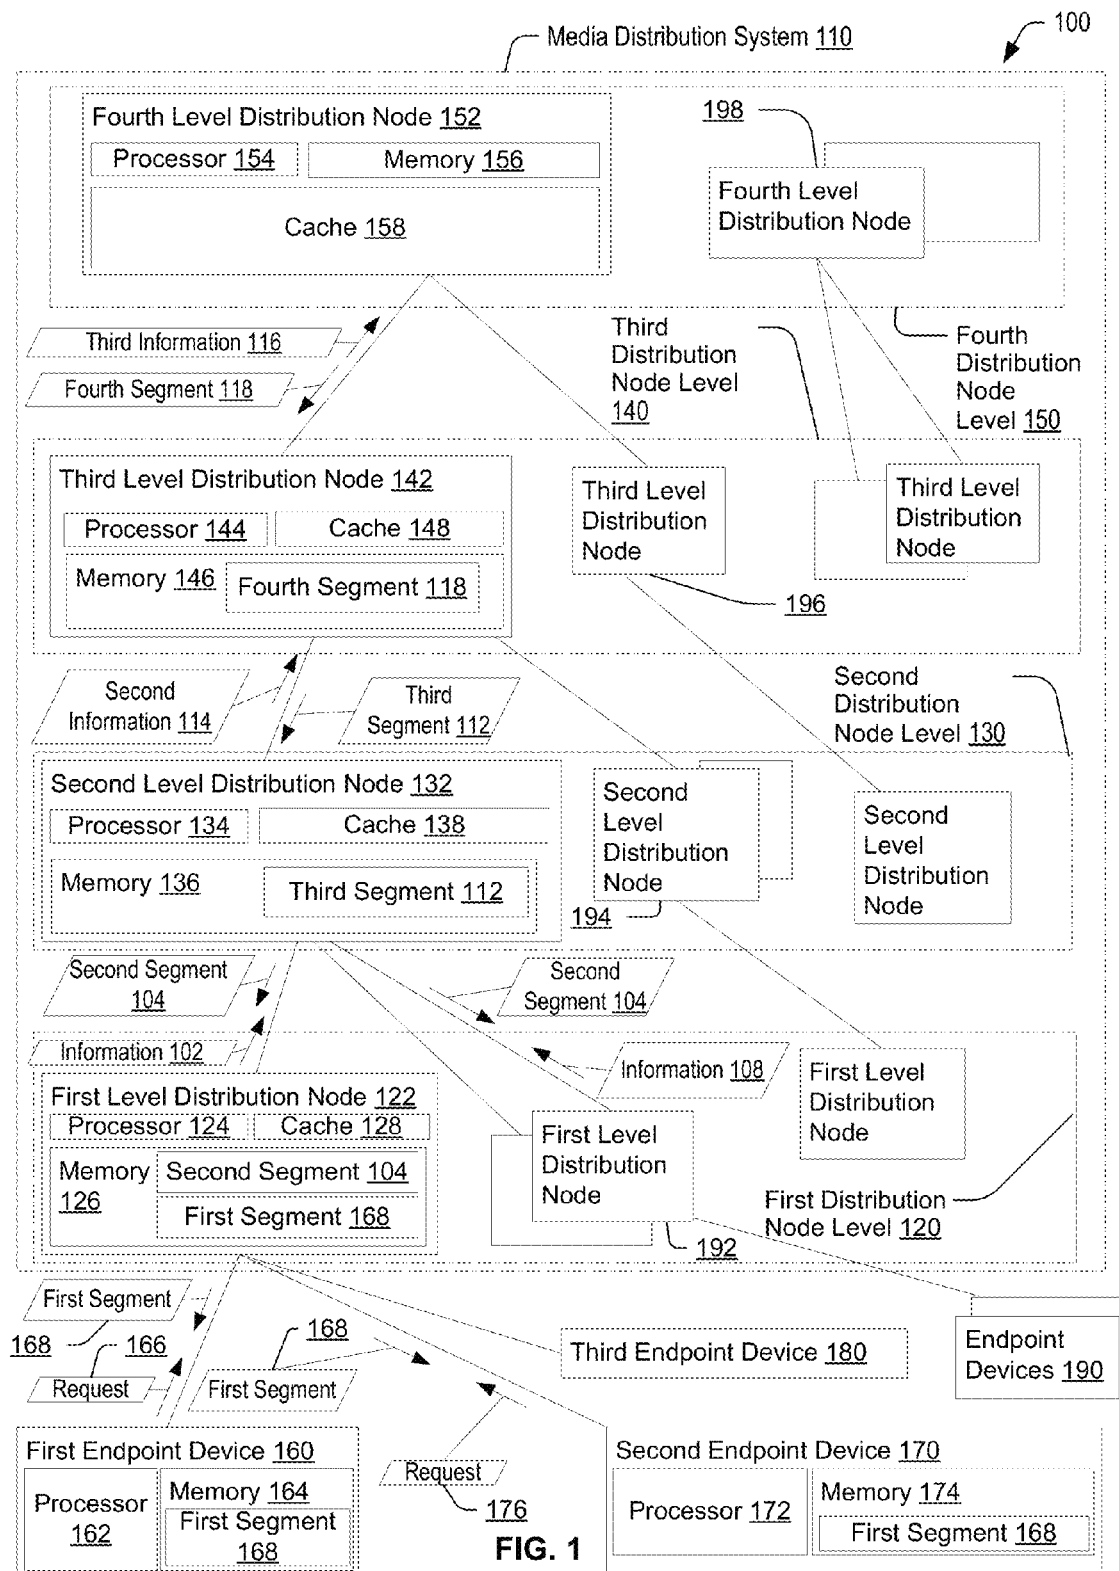 100
Media Distribution System 110
Fourth Level Distribution Node 152
Processor 154
Memory 156
Cache 158
198
Fourth Level
Distribution Node
Third Information 116
Fourth Segment 118
Third
Distribution
Node Level
140
Fourth
Distribution
Node
Level 150
Third Level Distribution Node 142
Processor 144
Cache 148
Memory 146
Fourth Segment 118
Third Level
Distribution
Node
196
Third Level
Distribution
Node
Second
Information 114
Third
Segment 112
Second
Distribution
Node Level 130
Second Level Distribution Node 132
Processor 134
Cache 138
Memory 136
Third Segment 112
Second
Level
Distribution
Node
194
Second
Level
Distribution
Node
Second Segment
104
Second
Segment 104
Information 102
Information 108
First Level Distribution Node 122
Processor 124
Cache 128
Memory
126
Second Segment 104
First Segment 168
First Level
Distribution
Node
192
First Level
Distribution
Node
First Distribution
Node Level 120
First Segment
168
166
Request
168
First Segment
Third Endpoint Device 180
Endpoint
Devices 190
First Endpoint Device 160
Processor
162
Memory 164
First Segment
168
Request
176
Second Endpoint Device 170
Processor 172
Memory 174
First Segment 168
FIG. 1